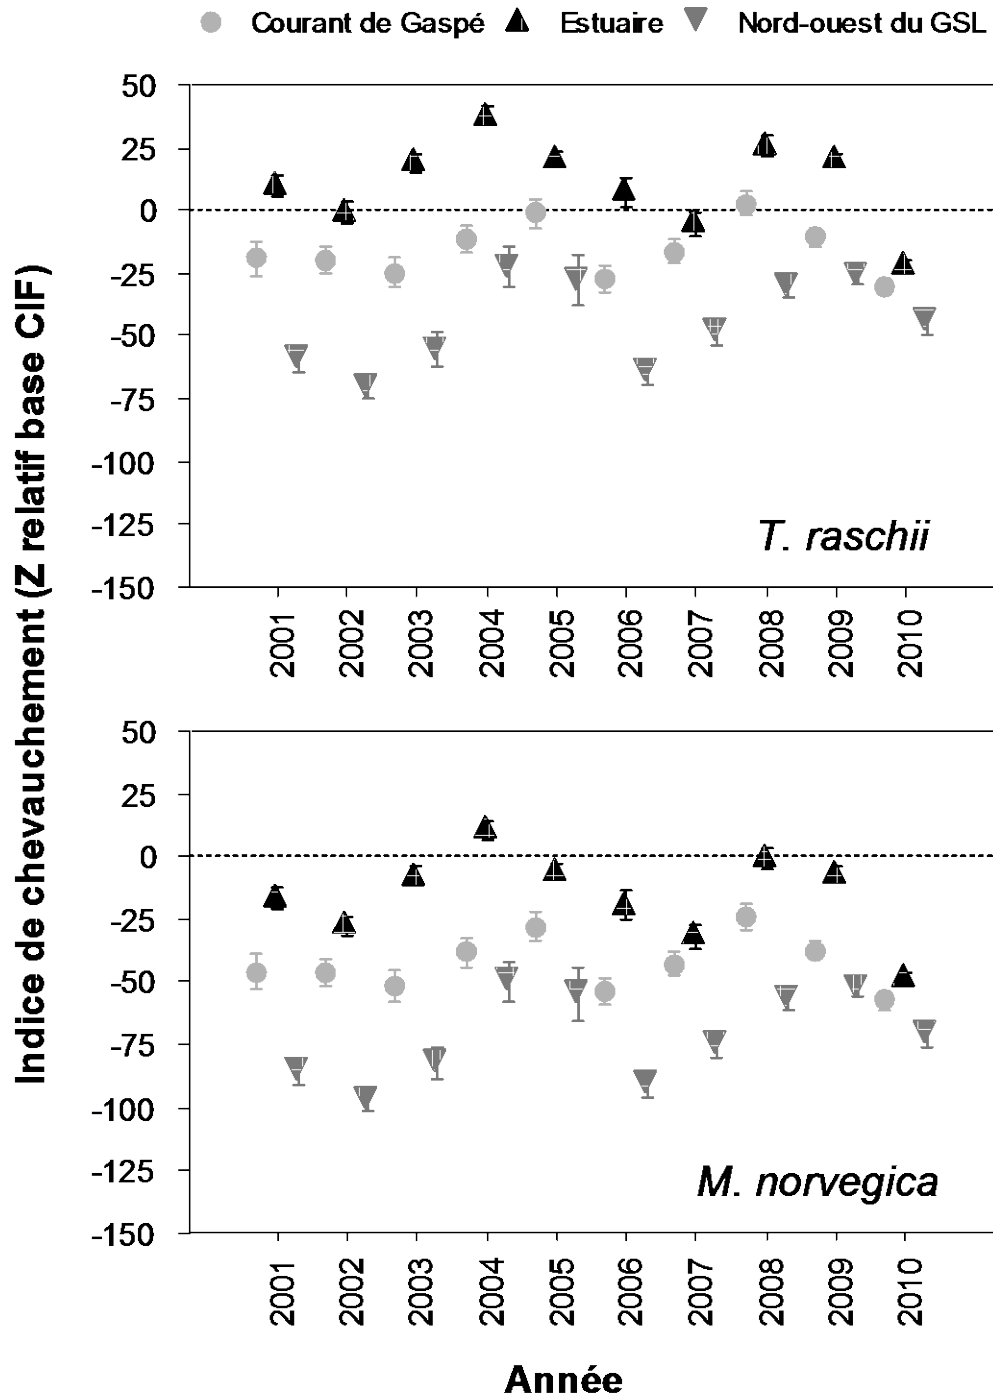 Courant de Gaspé Estuaire Nord-ouest du GSL
Indice de chevauchement (Z relatif base CIF)
50
25
0
-25
-50
-75
-100
-125
-150
T. raschii
2001 2002 2003 2004 2005 2006 2007 2008 2009 2010
50
25
0
-25
-50
-75
-100
-125
-150
M. norvegica
2001 2002 2003 2004 2005 2006 2007 2008 2009 2010
Année